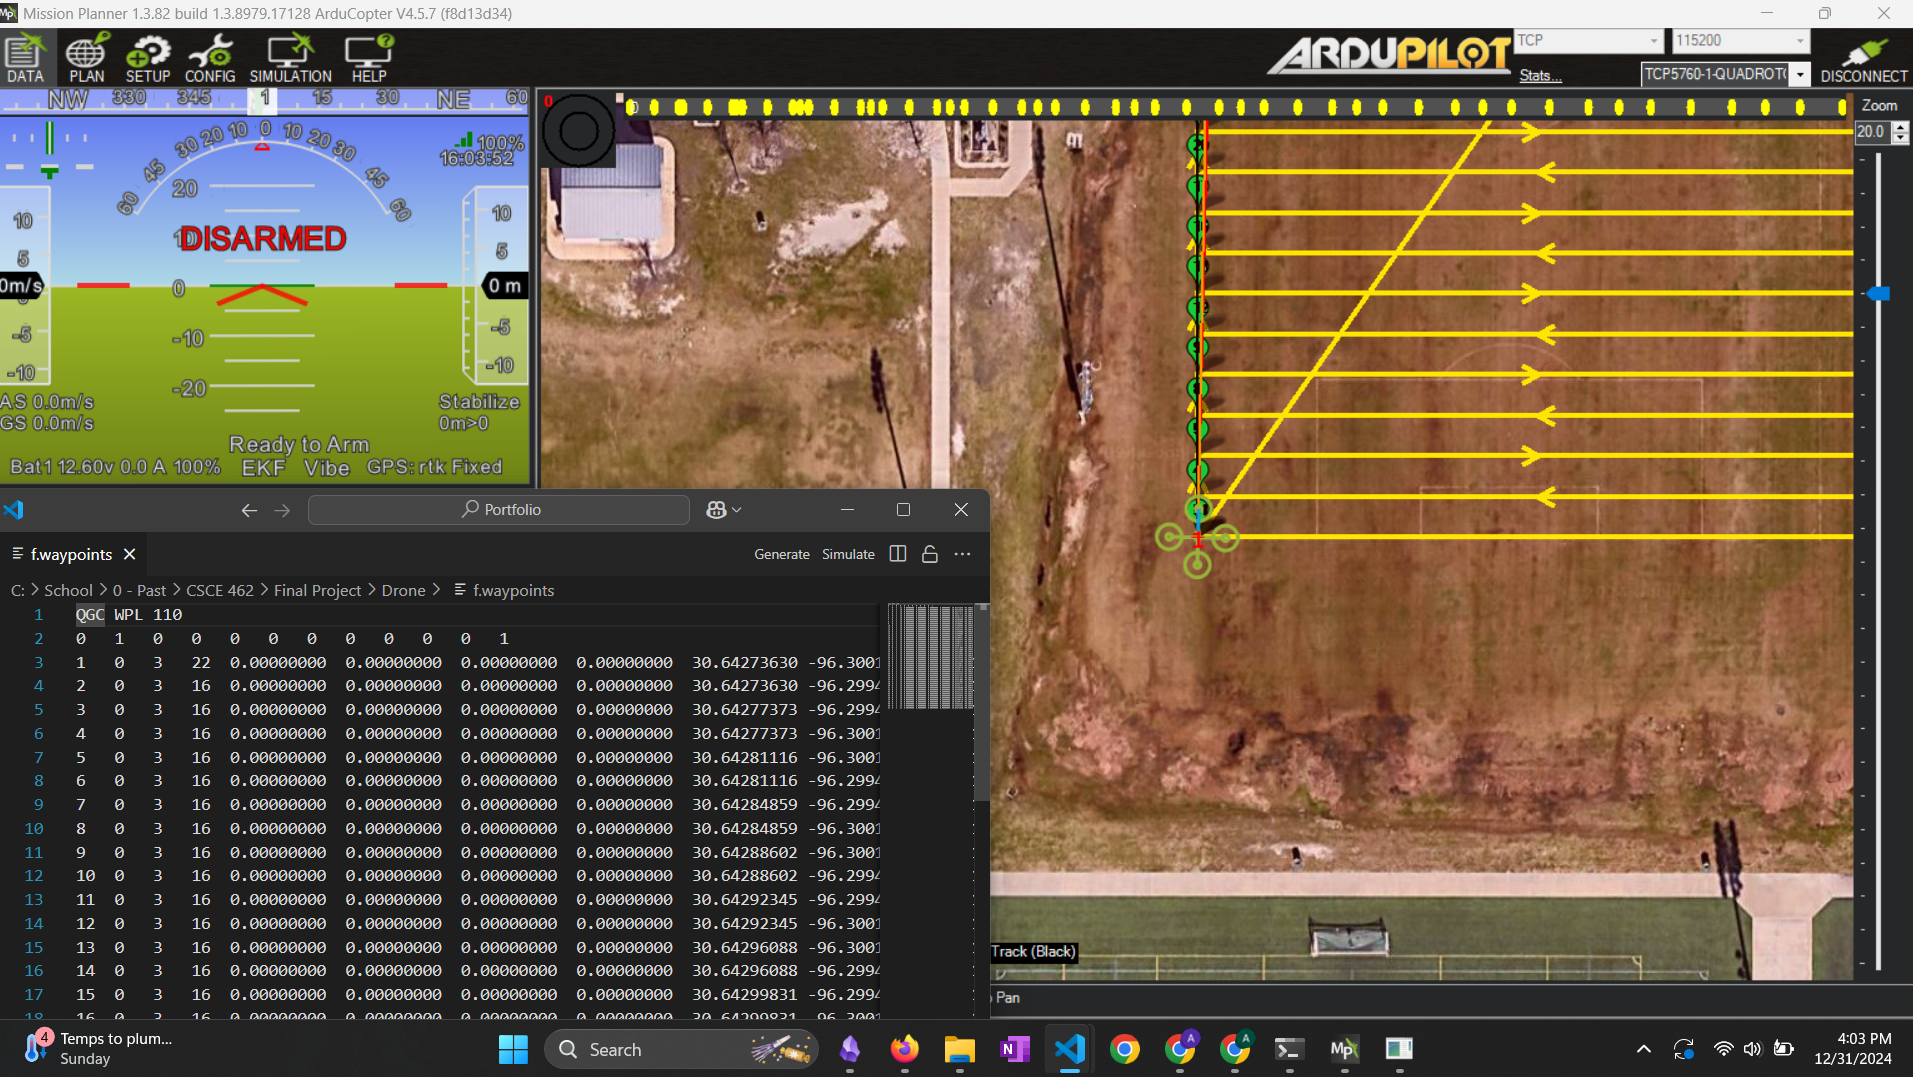 Mission Planner 1.3.82 build 1.3.8979.17128 ArduCopter V4.5.7 (f8d13d34)
DATA PLAN SETUP CONFIG SIMULATION HELP
ARDUPILOT
TCP 115200
Stats... TCP5760-1-QUADROT DISCONNECT
NW 330 345 1 15 30 NE 60
0 Zoom
20.0
100%
16:03:52
60 45 30 20 10 0 10 20 30 45 60
20
10 10
DISARMED
5 5
0m/s 0 0 m
-5 -10 -5
-10 -20 -10
AS 0.0m/s Stabilize
GS 0.0m/s 0m>0
Ready to Arm
Bat1 12.60v 0.0 A 100% EKF Vibe GPS: rtk Fixed
Portfolio
f.waypoints Generate Simulate
C: > School > 0 - Past > CSCE 462 > Final Project > Drone > f.waypoints
1 QGC WPL 110
2 0 1 0 0 0 0 0 0 0 0 0 1
3 1 0 3 22 0.00000000 0.00000000 0.00000000 0.00000000 30.64273630 -96.3001
4 2 0 3 16 0.00000000 0.00000000 0.00000000 0.00000000 30.64273630 -96.2994
5 3 0 3 16 0.00000000 0.00000000 0.00000000 0.00000000 30.64277373 -96.2994
6 4 0 3 16 0.00000000 0.00000000 0.00000000 0.00000000 30.64277373 -96.3001
7 5 0 3 16 0.00000000 0.00000000 0.00000000 0.00000000 30.64281116 -96.3001
8 6 0 3 16 0.00000000 0.00000000 0.00000000 0.00000000 30.64281116 -96.2994
9 7 0 3 16 0.00000000 0.00000000 0.00000000 0.00000000 30.64284859 -96.2994
10 8 0 3 16 0.00000000 0.00000000 0.00000000 0.00000000 30.64284859 -96.3001
11 9 0 3 16 0.00000000 0.00000000 0.00000000 0.00000000 30.64288602 -96.3001
12 10 0 3 16 0.00000000 0.00000000 0.00000000 0.00000000 30.64288602 -96.2994
13 11 0 3 16 0.00000000 0.00000000 0.00000000 0.00000000 30.64292345 -96.2994
14 12 0 3 16 0.00000000 0.00000000 0.00000000 0.00000000 30.64292345 -96.3001
15 13 0 3 16 0.00000000 0.00000000 0.00000000 0.00000000 30.64296088 -96.3001
16 14 0 3 16 0.00000000 0.00000000 0.00000000 0.00000000 30.64296088 -96.2994
17 15 0 3 16 0.00000000 0.00000000 0.00000000 0.00000000 30.64299831 -96.2994
18 16 0 3 16 0.00000000 0.00000000 0.00000000 0.00000000 30.64299831 -96.3001
Track (Black)
Pan
4 Temps to plum...
Sunday
Search
4:03 PM
12/31/2024